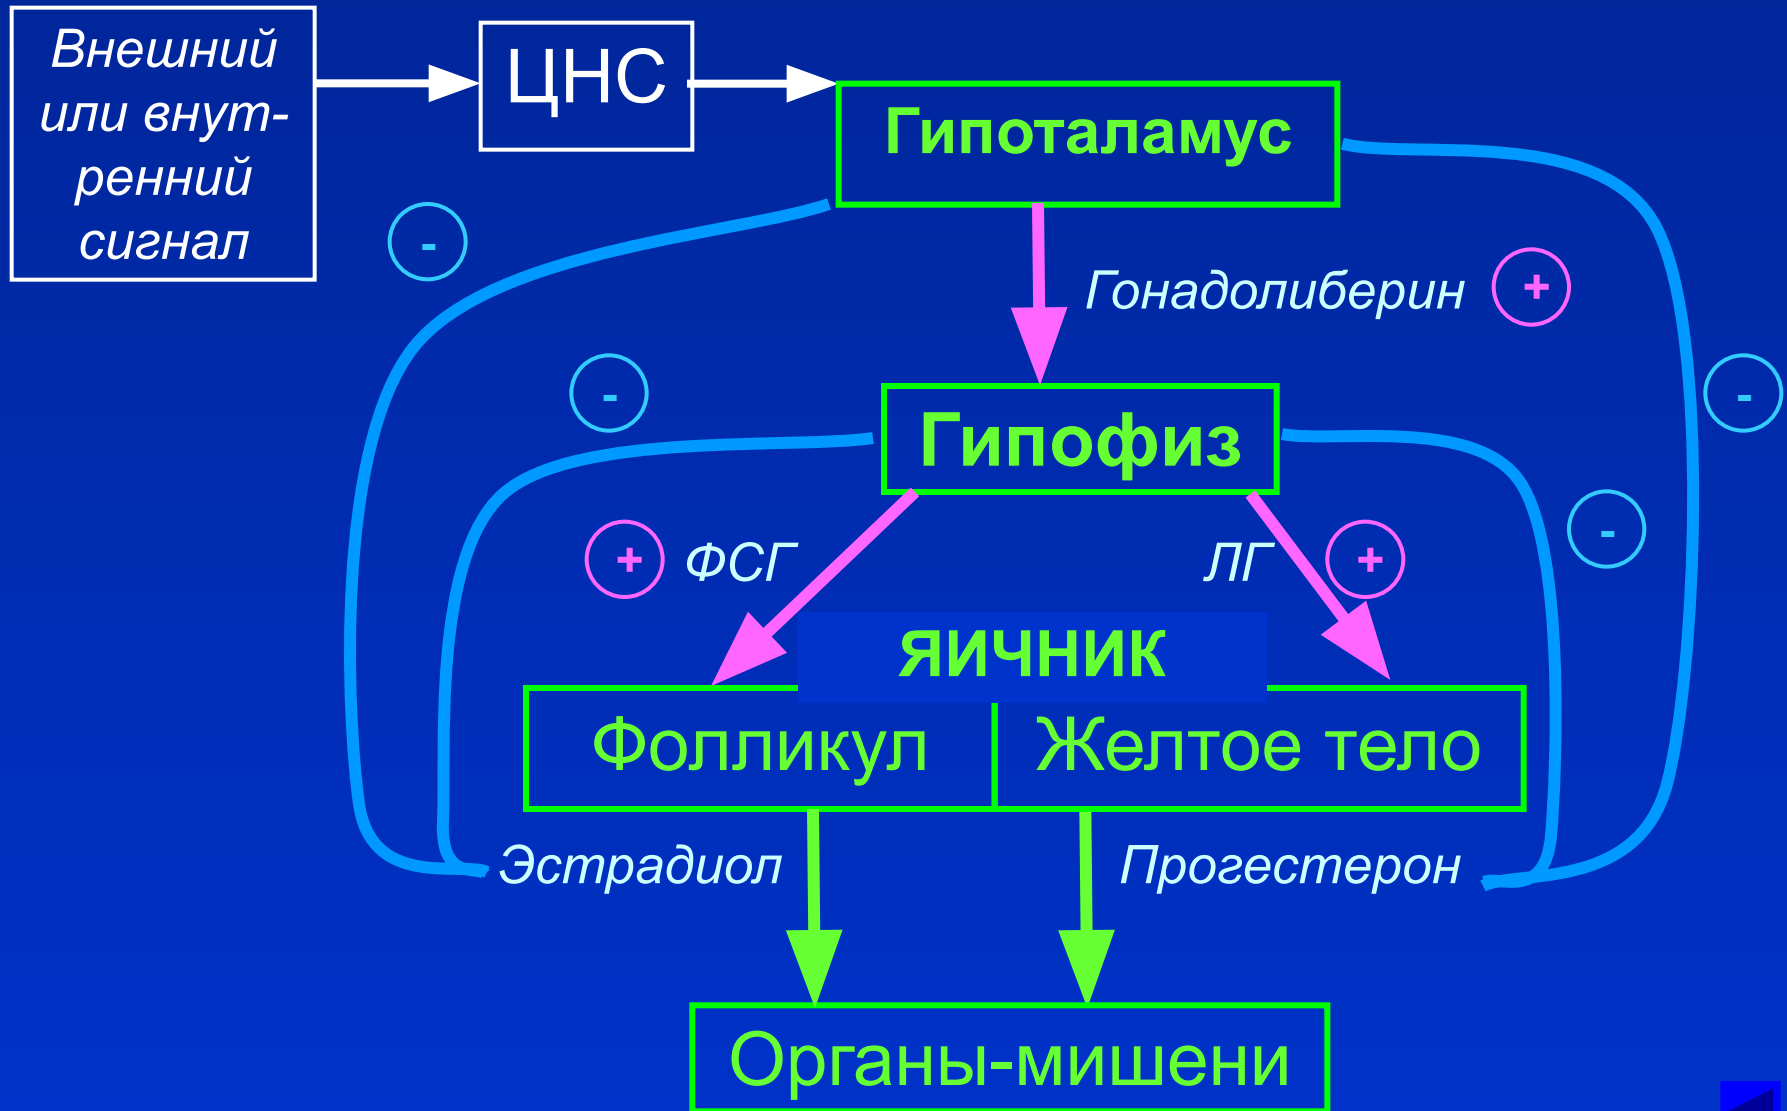 Внешний
или внут-
ренний
сигнал
ЦНС
Гипоталамус
-
Гонадолиберин +
-
-
Гипофиз
-
+ ФСГ
ЛГ +
ЯИЧНИК
Фолликул
Желтое тело
Эстрадиол
Прогестерон
Органы-мишени